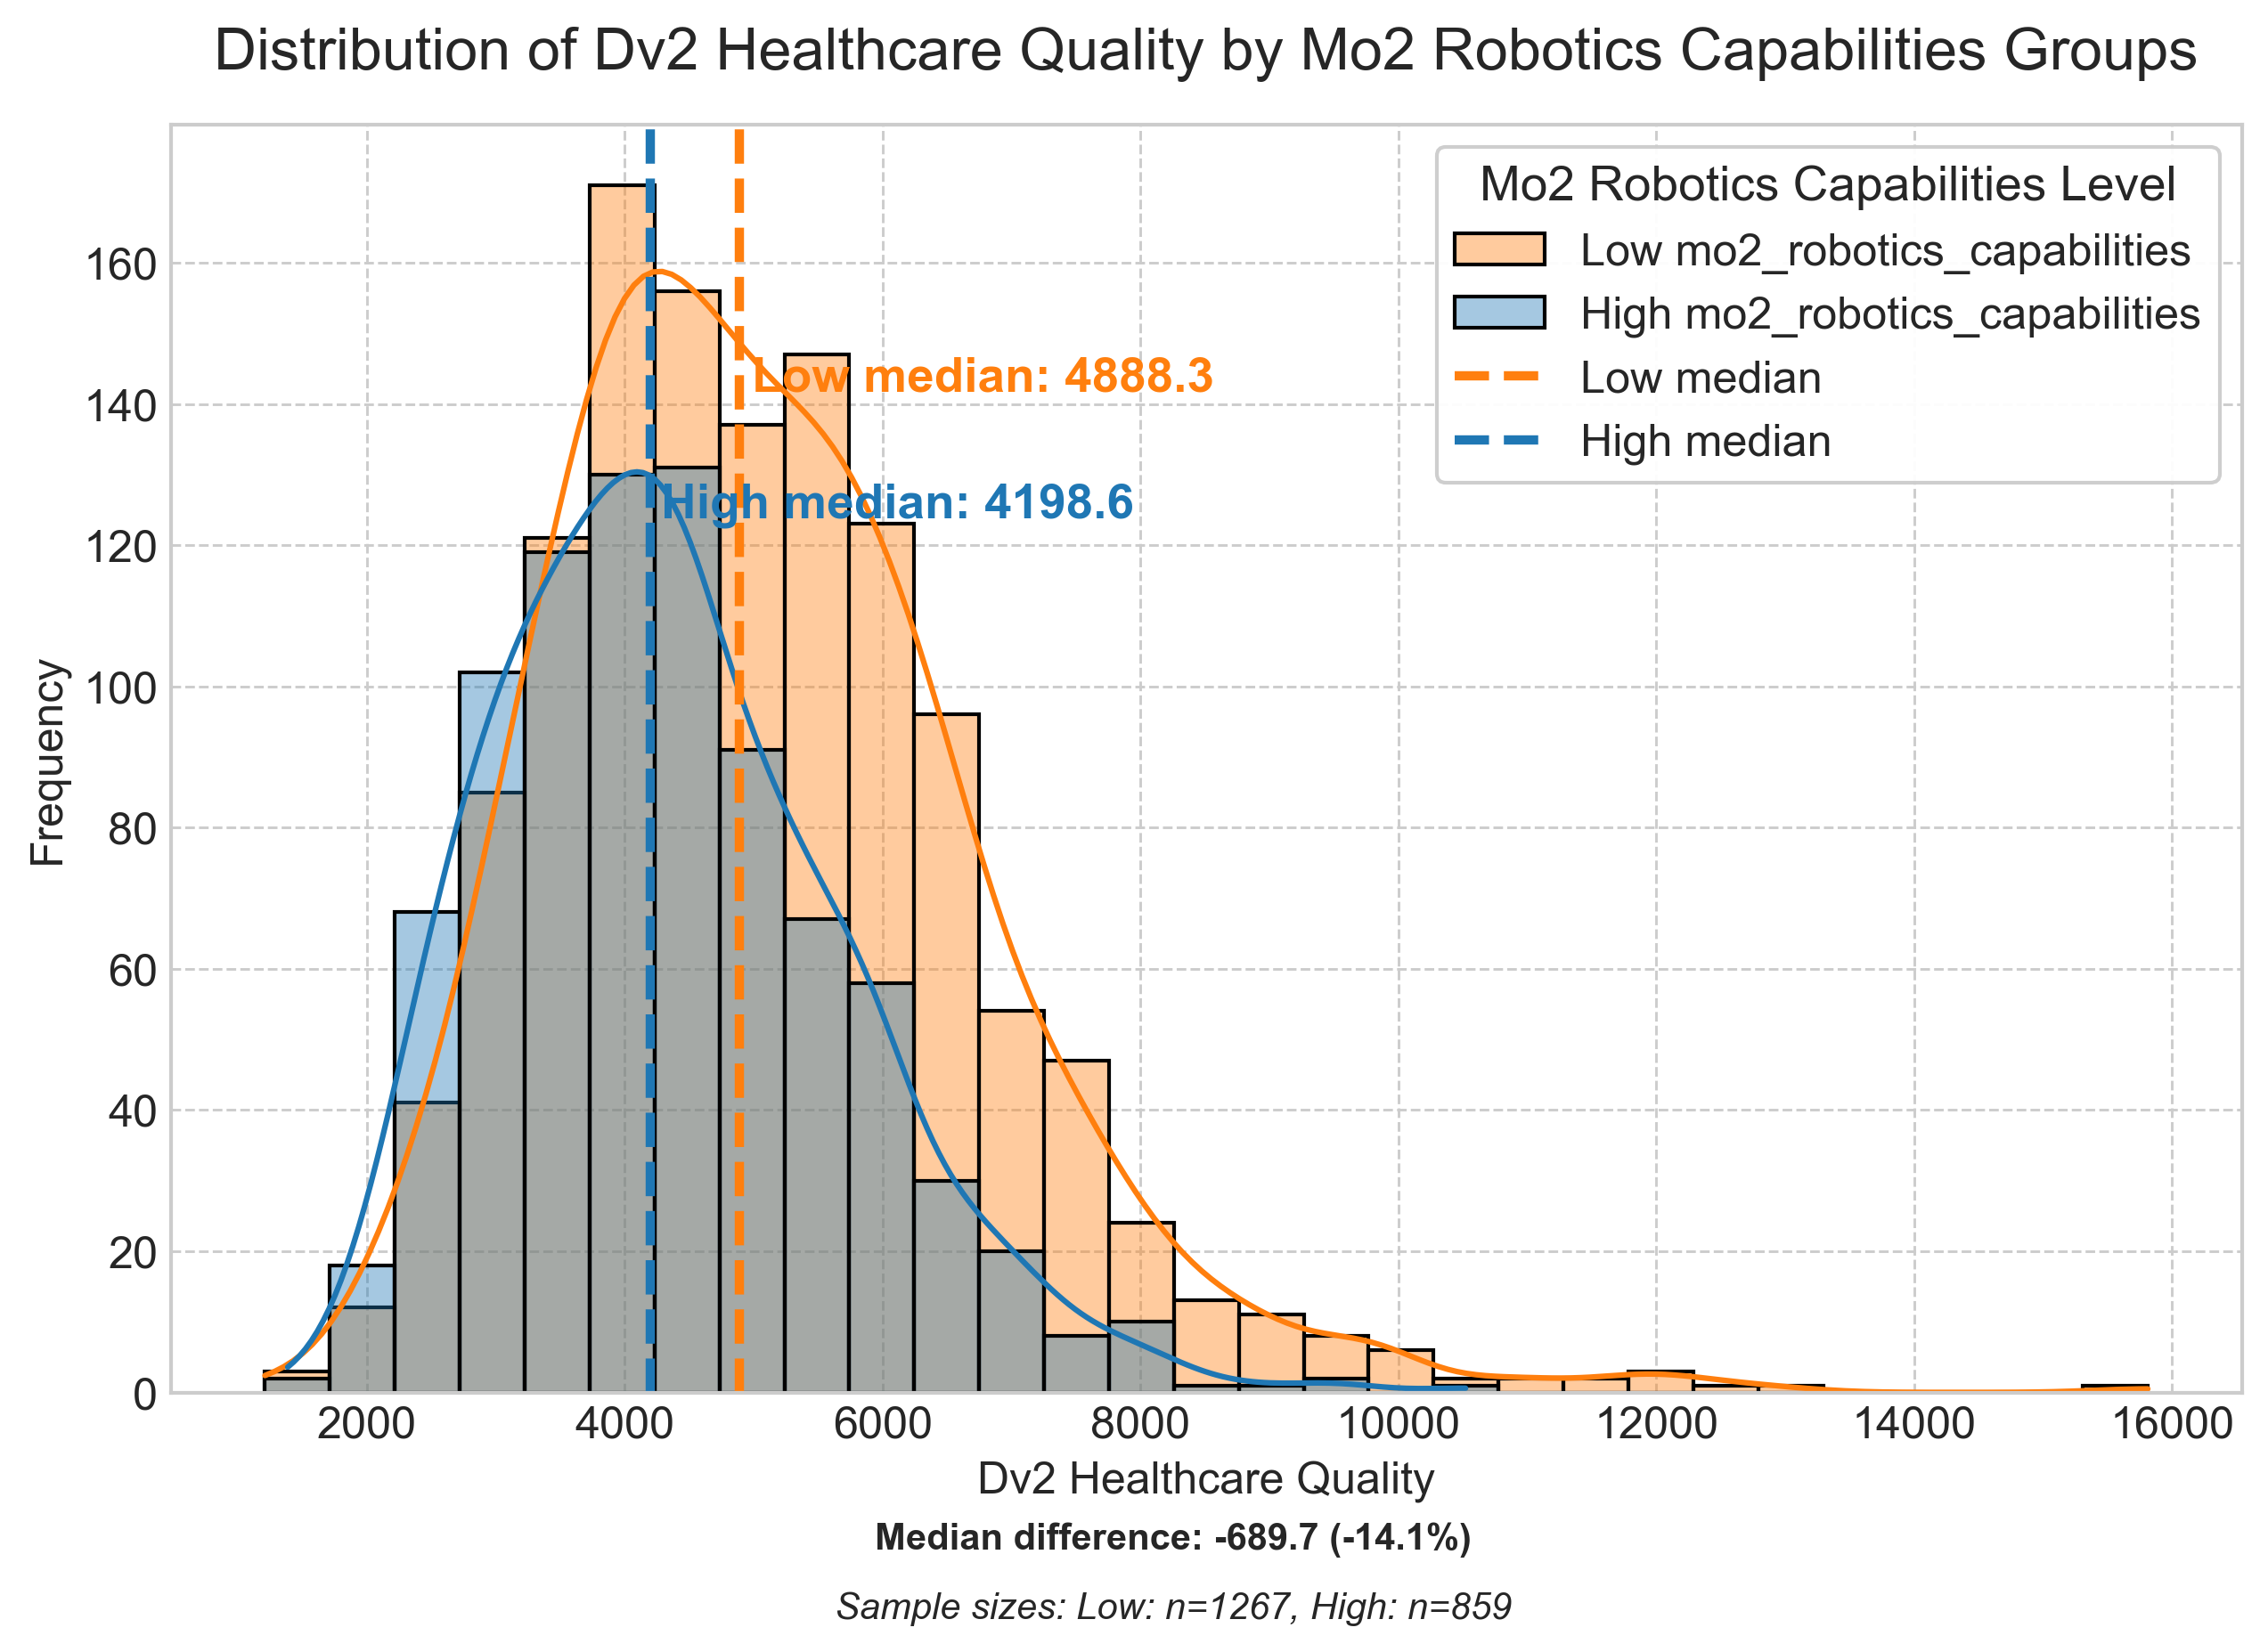 Distribution of Dv2 Healthcare Quality by Mo2 Robotics Capabilities Groups
Mo2 Robotics Capabilities Level
Low mo2_robotics_capabilities
High mo2_robotics_capabilities
Low median
High median
Low median: 4888.3
High median: 4198.6
Frequency
160
140
120
100
80
60
40
20
0
2000 4000 6000 8000 10000 12000 14000 16000
Dv2 Healthcare Quality
Median difference: -689.7 (-14.1%)
Sample sizes: Low: n=1267, High: n=859